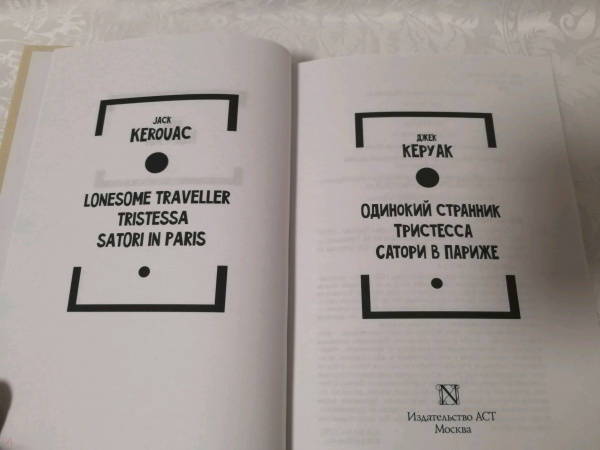 JACK
KEROUAC
LONESOME TRAVELLER
TRISTESSA
SATORI IN PARIS
ДЖЕК
КЕРУАК
ОДИНОКИЙ СТРАННИК
ТРИСТЕССА
САТОРИ В ПАРИЖЕ
N
Издательство АСТ
Москва